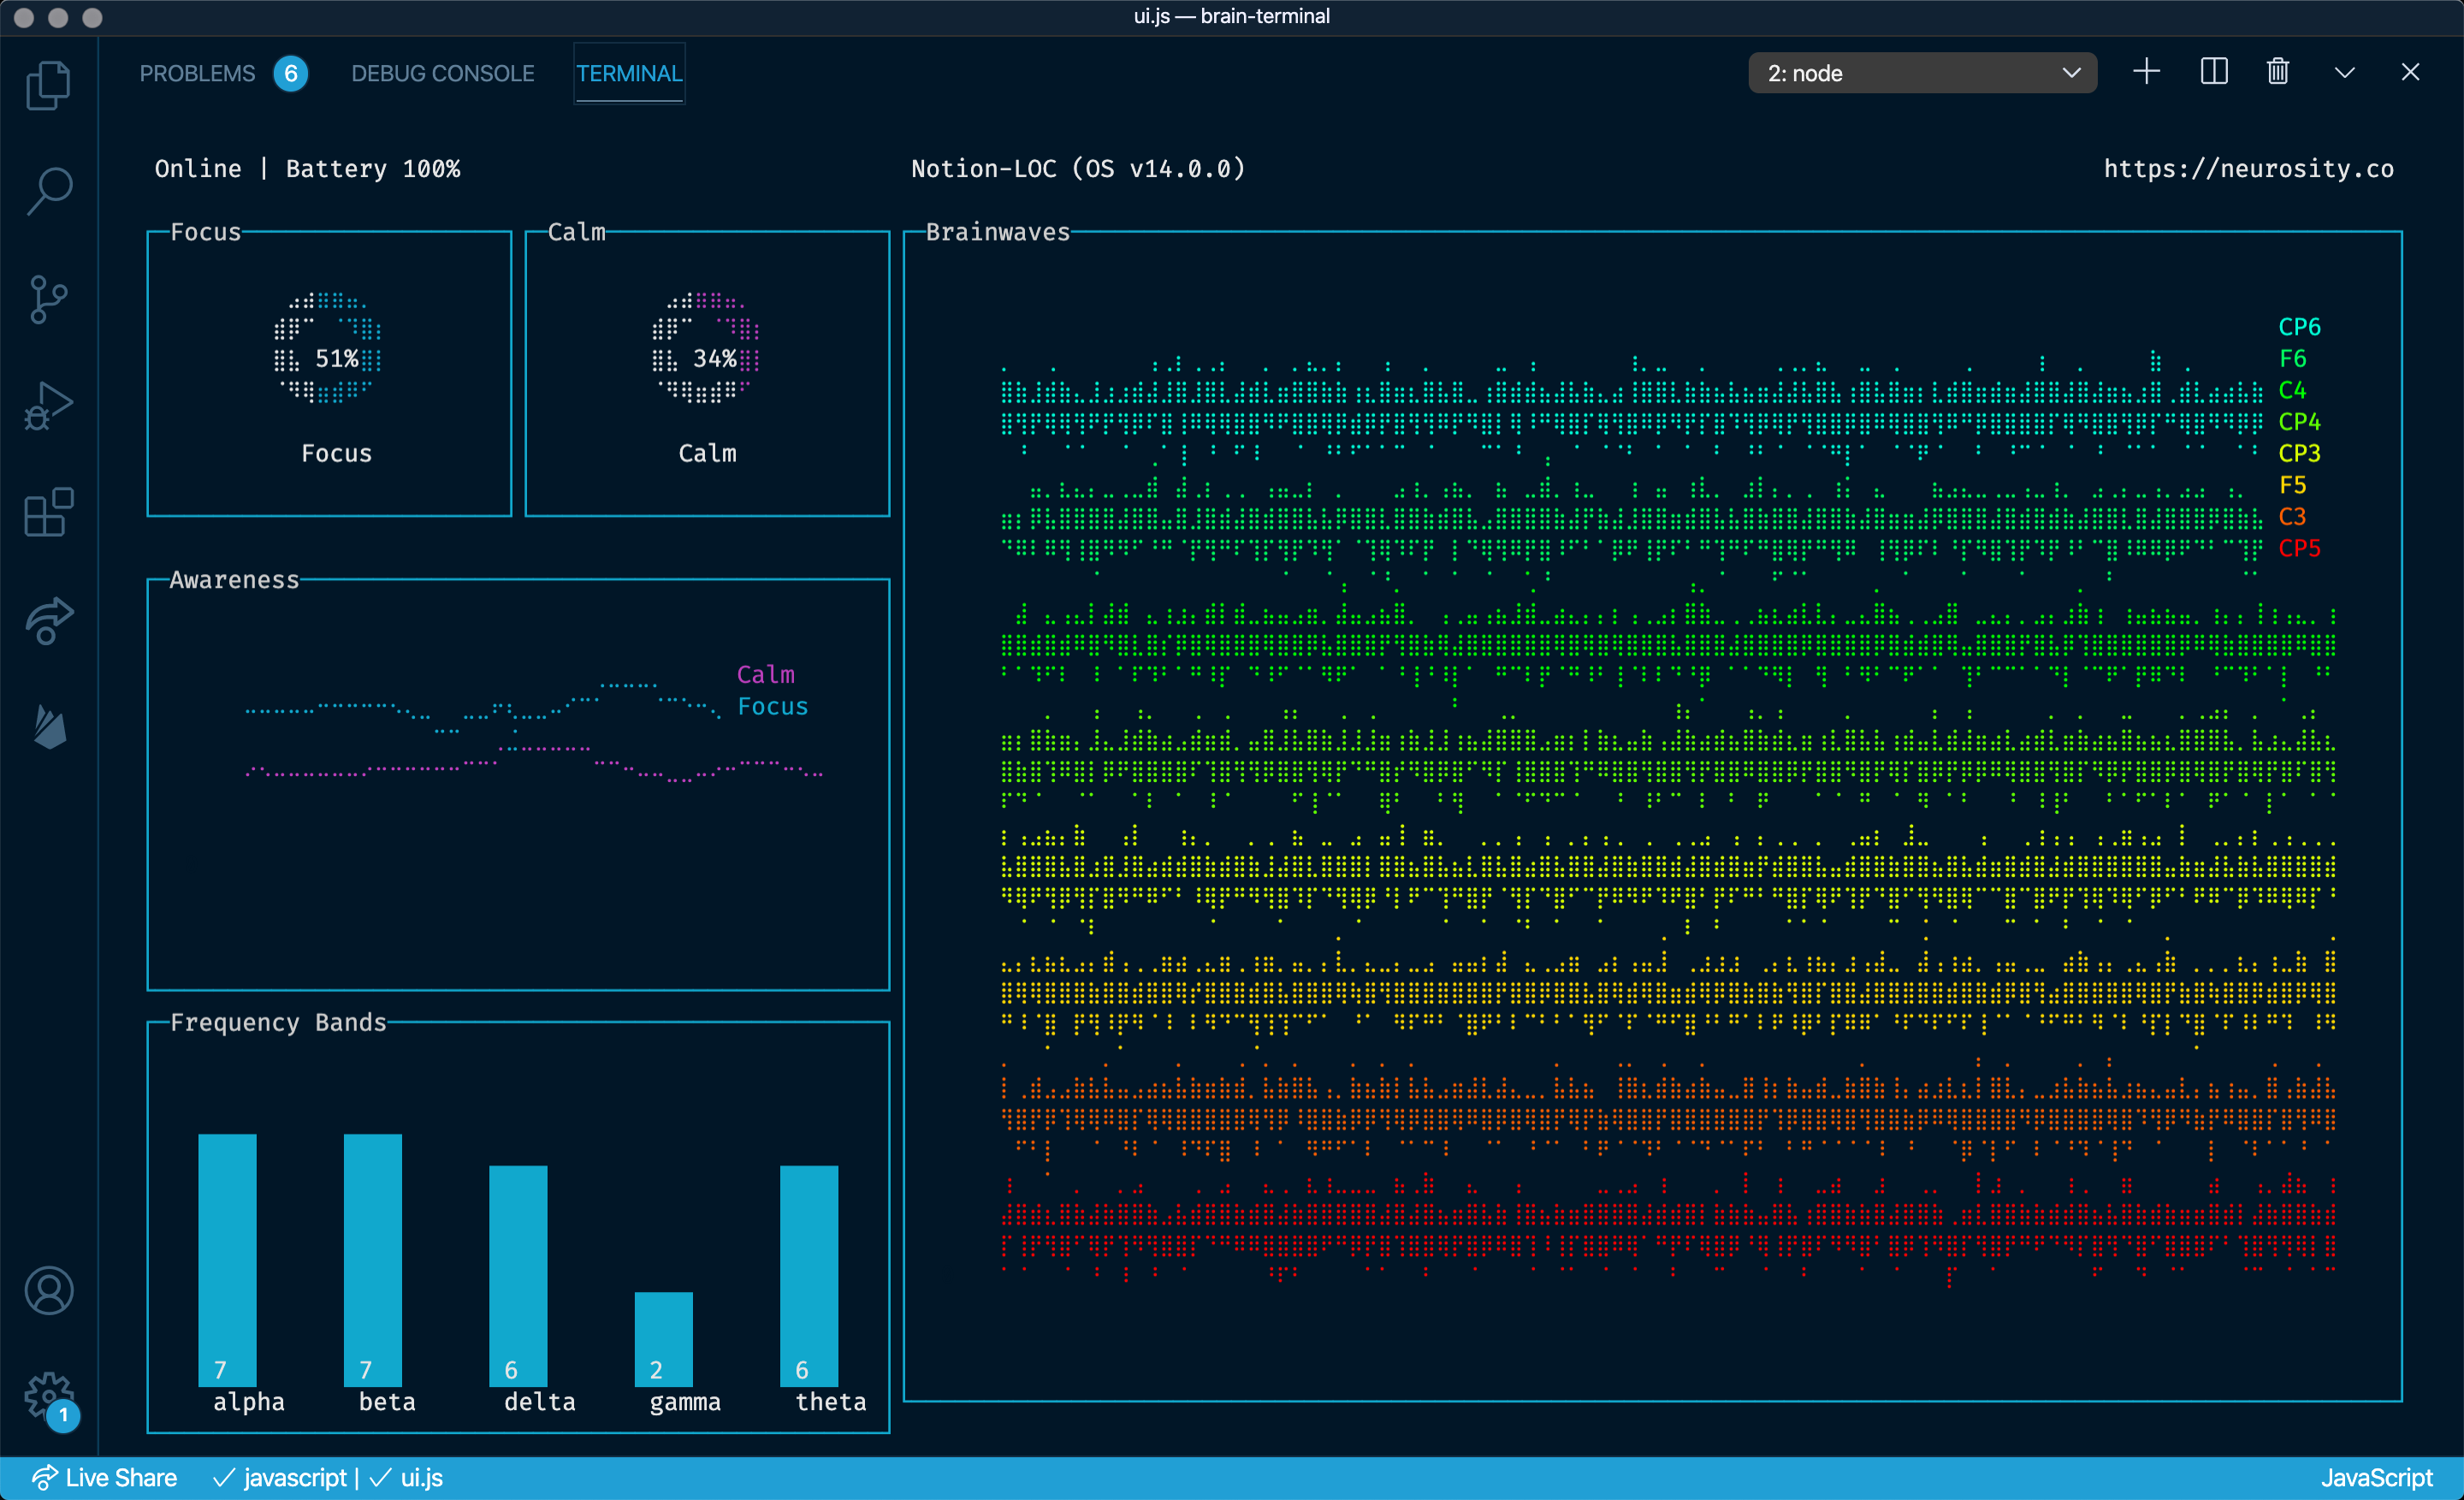 ui.js — brain-terminal
PROBLEMS 6 DEBUG CONSOLE TERMINAL 2: node
Online | Battery 100% Notion-LOC (OS v14.0.0) https://neurosity.co
Focus
51%
Focus
Calm
34%
Calm
Awareness
Calm
Focus
Frequency Bands
7 7 6 2 6
alpha beta delta gamma theta
Brainwaves
CP6
F6
C4
CP4
CP3
F5
C3
CP5
1
Live Share javascript | ui.js JavaScript